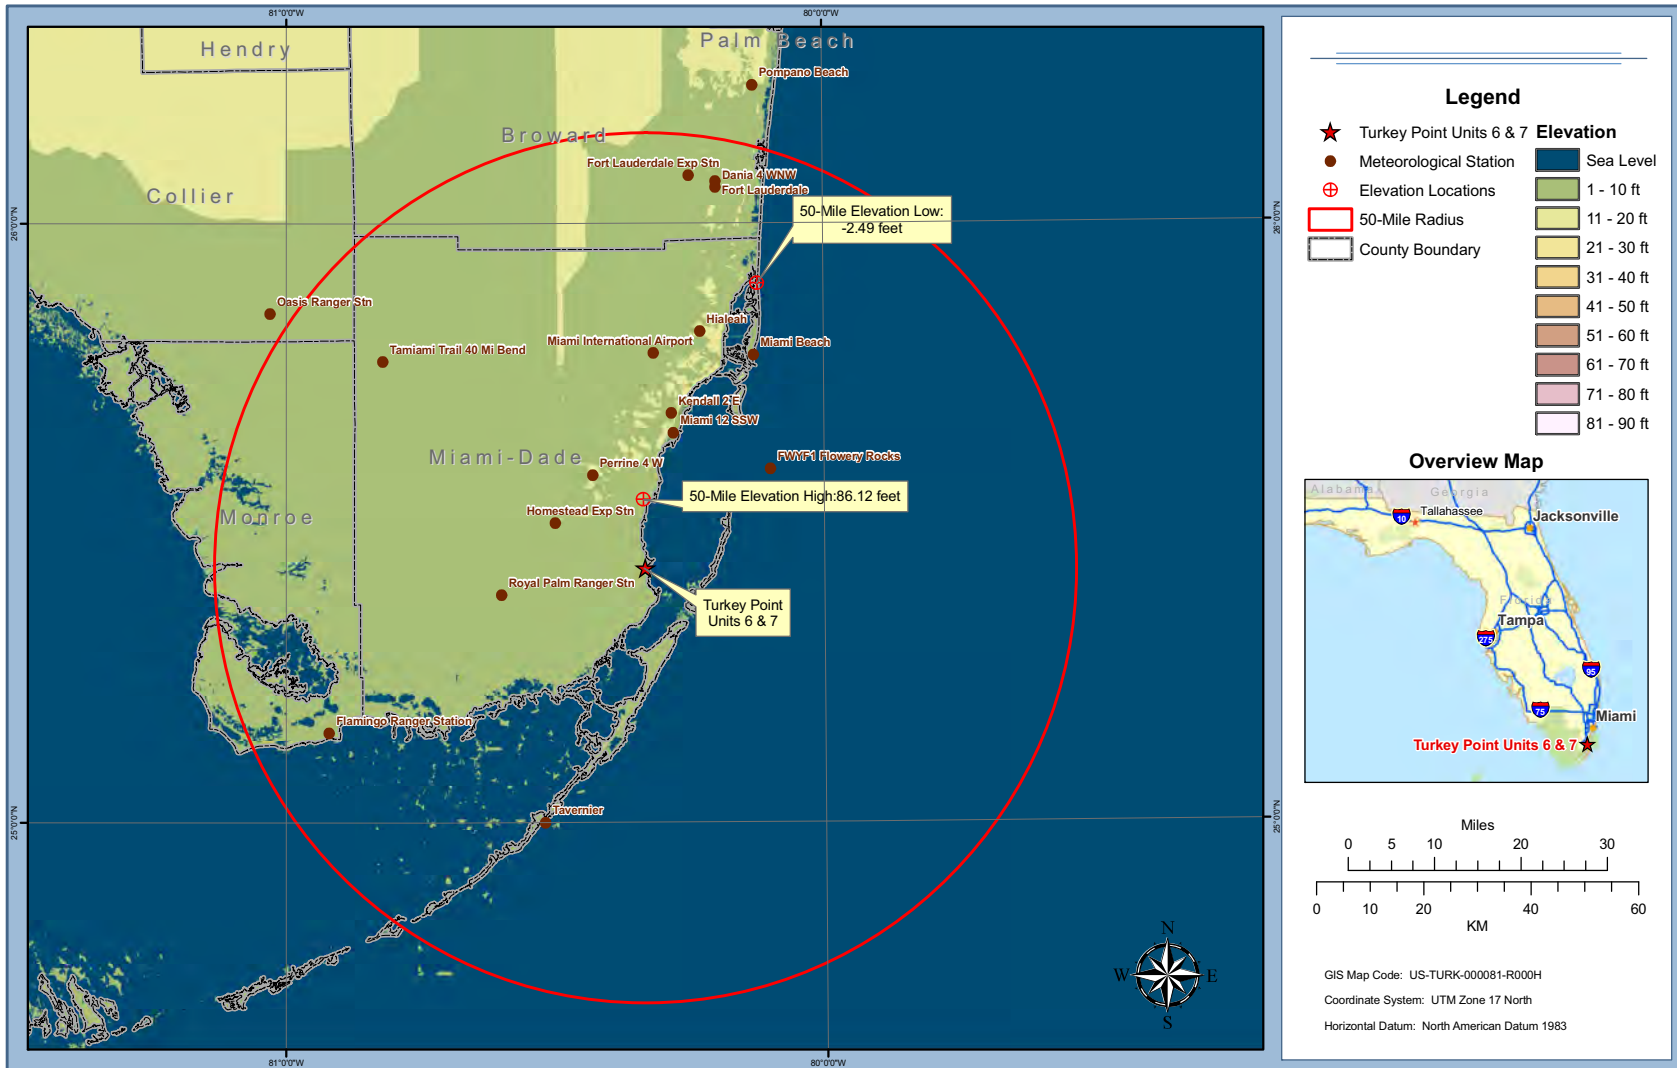 81°0'0"W
80°0'0"W
Hendry
Palm Beach
Pompano Beach
Broward
Fort Lauderdale Exp Stn
Dania 4 WNW
Fort Lauderdale
Collier
50-Mile Elevation Low:
-2.49 feet
26°0'0"N
26°0'0"N
Oasis Ranger Stn
Hialeah
Miami International Airport
Miami Beach
Tamiami Trail 40 Mi Bend
Kendall 2 E
Miami 12 SSW
Miami-Dade
Perrine 4 W
FWYF1 Flowery Rocks
50-Mile Elevation High:86.12 feet
Monroe
Homestead Exp Stn
Royal Palm Ranger Stn
Turkey Point
Units 6 & 7
Flamingo Ranger Station
Tavernier
25°0'0"N
25°0'0"N
N
W
E
S
81°0'0"W
80°0'0"W
Legend
Turkey Point Units 6 & 7
Meteorological Station
Elevation Locations
50-Mile Radius
County Boundary
Elevation
Sea Level
1 - 10 ft
11 - 20 ft
21 - 30 ft
31 - 40 ft
41 - 50 ft
51 - 60 ft
61 - 70 ft
71 - 80 ft
81 - 90 ft
Overview Map
Alabama
Georgia
10
Tallahassee
Jacksonville
Florida
Tampa
275
95
75
Miami
Turkey Point Units 6 & 7
Miles
0 5 10 20 30
0 10 20 40 60
KM
GIS Map Code: US-TURK-000081-R000H
Coordinate System: UTM Zone 17 North
Horizontal Datum: North American Datum 1983